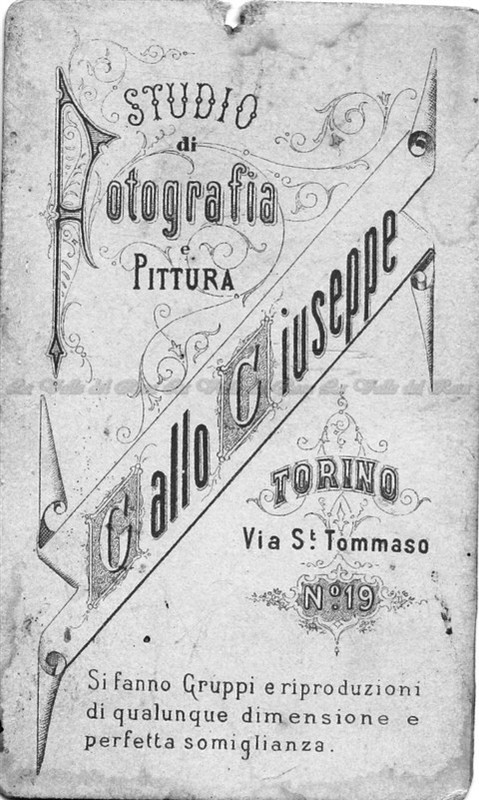 STUDIO
di
Fotografia
e
PITTURA
Gallo Giuseppe
TORINO
Via St. Tommaso
No. 19
Si fanno Gruppi e riproduzioni
di qualunque dimensione e
perfetta somiglianza.